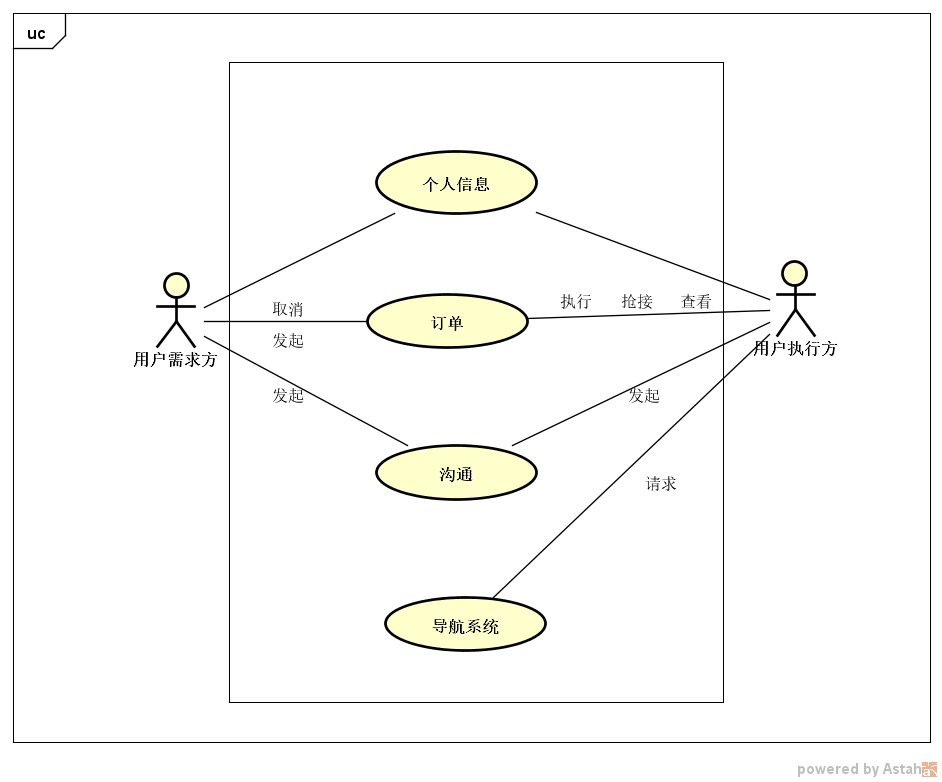 uc
个人信息
取消
订单
执行 抢接 查看
发起
用户需求方
用户执行方
发起
发起
沟通
请求
导航系统
powered by Astah